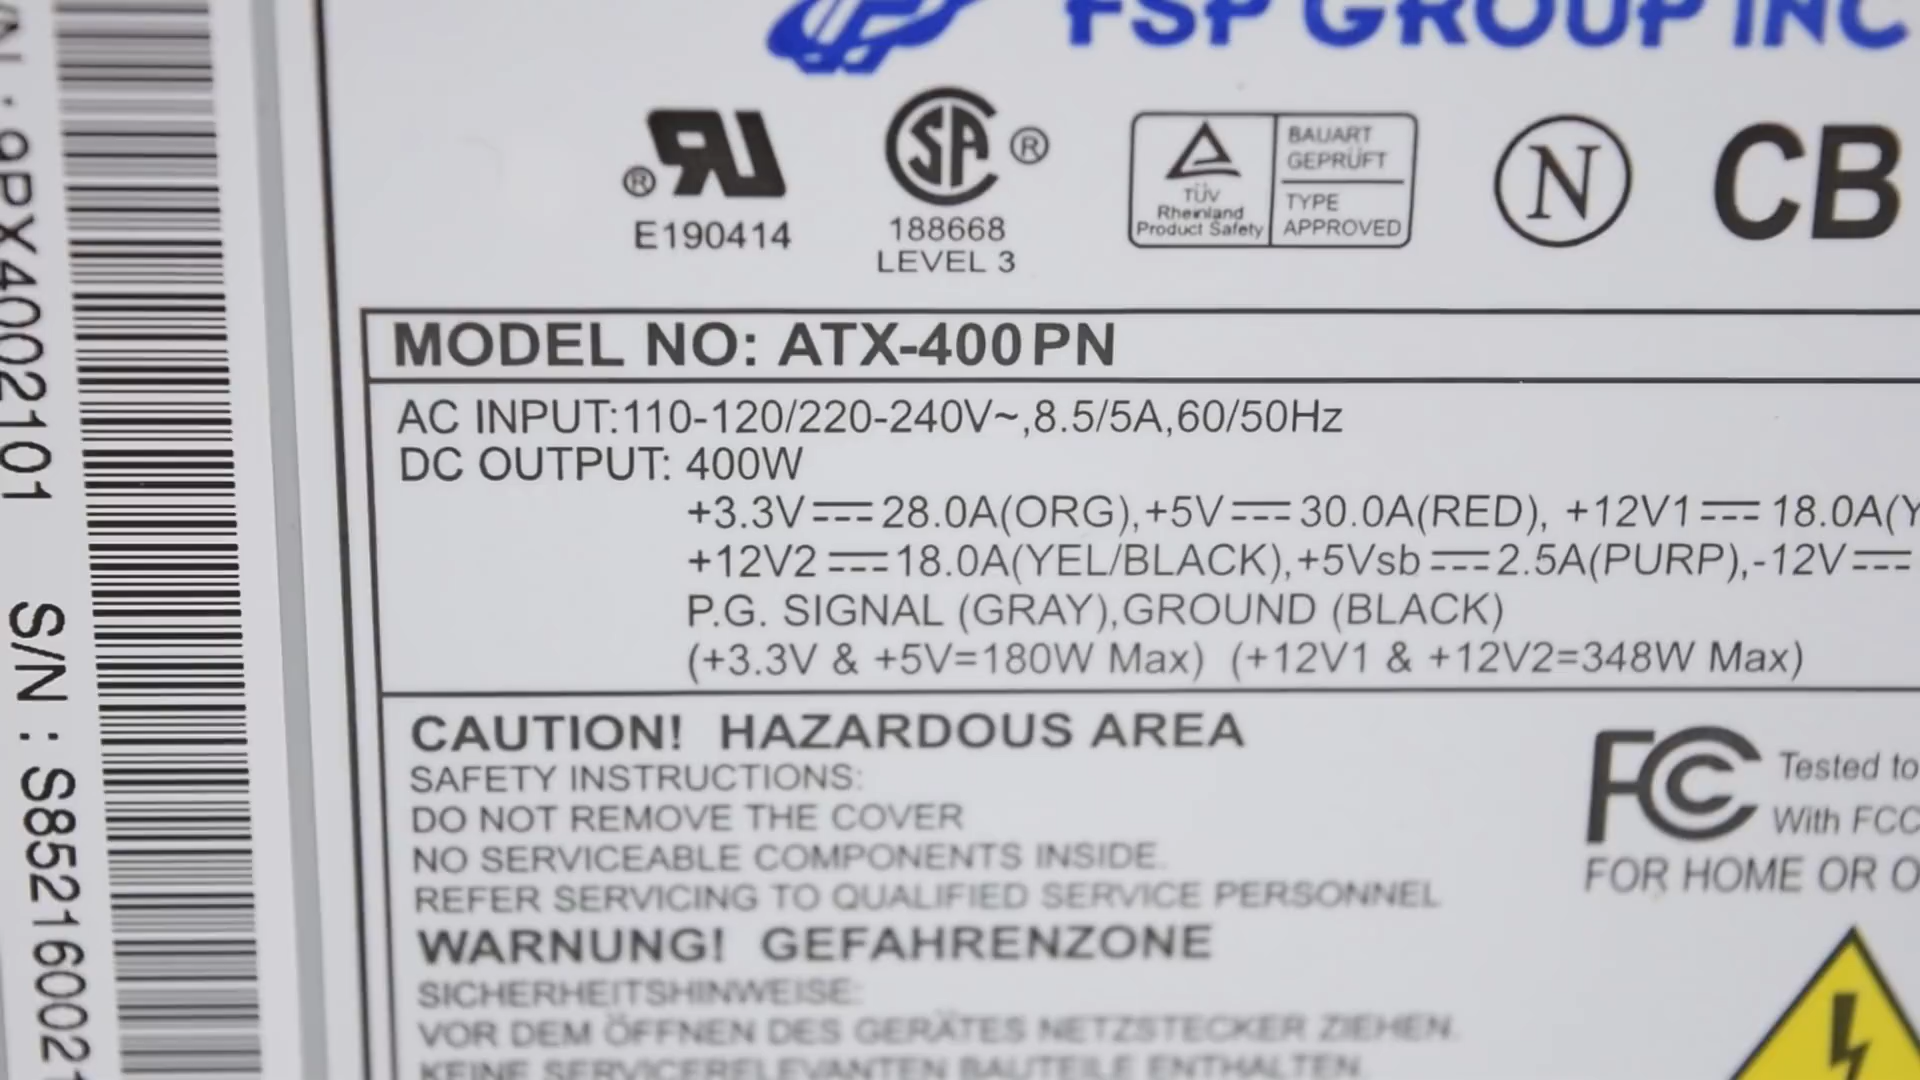 FSP GROUP INC
®
E190414
SA ®
188668
LEVEL 3
TÜV
Rheinland
Product Safety
BAUART
GEPRÜFT
TYPE
APPROVED
N
CB
MODEL NO: ATX-400PN
AC INPUT:110-120/220-240V~,8.5/5A,60/50Hz
DC OUTPUT: 400W
+3.3V⎓28.0A(ORG),+5V⎓30.0A(RED), +12V1⎓18.0A(Y
+12V2⎓18.0A(YEL/BLACK),+5Vsb⎓2.5A(PURP),-12V⎓
P.G. SIGNAL (GRAY),GROUND (BLACK)
(+3.3V & +5V=180W Max) (+12V1 & +12V2=348W Max)
CAUTION! HAZARDOUS AREA
SAFETY INSTRUCTIONS:
DO NOT REMOVE THE COVER
NO SERVICEABLE COMPONENTS INSIDE.
REFER SERVICING TO QUALIFIED SERVICE PERSONNEL
WARNUNG! GEFAHRENZONE
SICHERHEITSHINWEISE:
VOR DEM ÖFFNEN DES GERÄTES NETZSTECKER ZIEHEN.
KEINE SERVICERELEVANTEN BAUTEILE ENTHALTEN.
FC
Tested to
With FCC
FOR HOME OR O
/N : 9PX4002101
S/N : S852160021